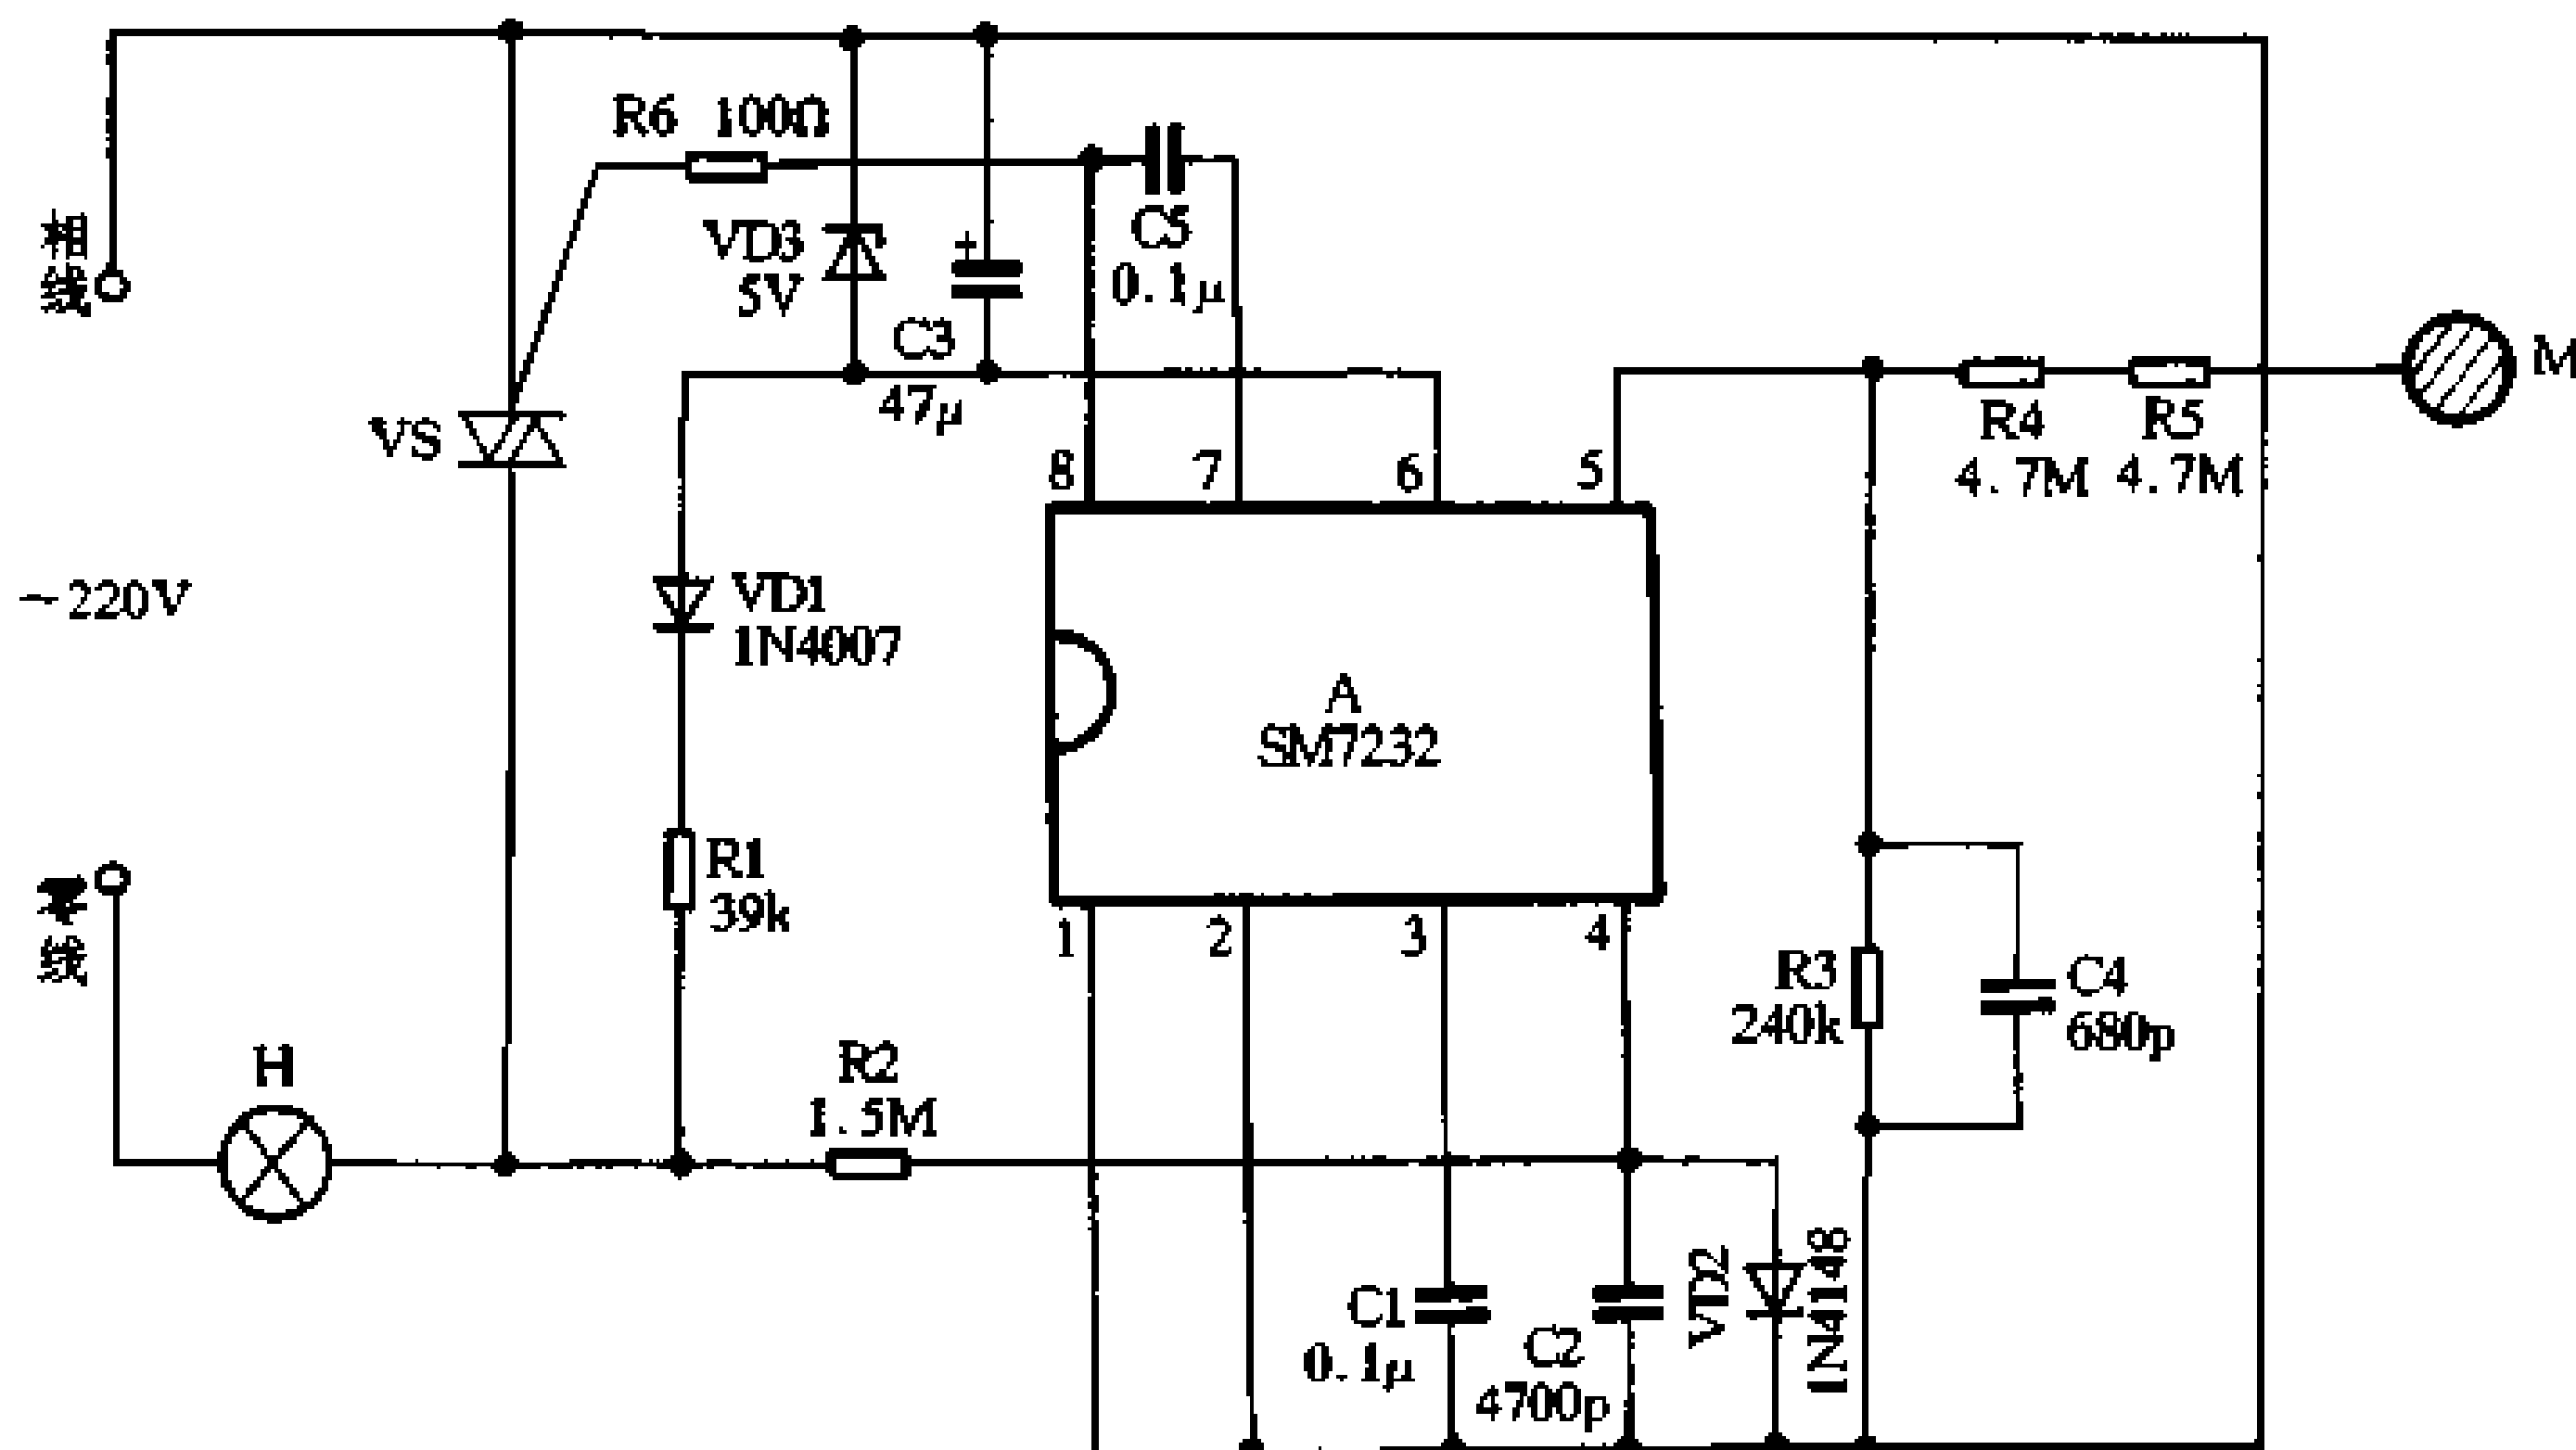 R6 100Ω
相线
VD3
5V
C5
0.1μ
C3
47μ
VS
M
R4
4.7M
R5
4.7M
8
7
6
5
~220V
VD1
1N4007
A
SM7232
R1
39k
零线
1
2
3
4
R3
240k
C4
680p
H
R2
1.5M
C1
0.1μ
C2
4700p
VD2
1N4148